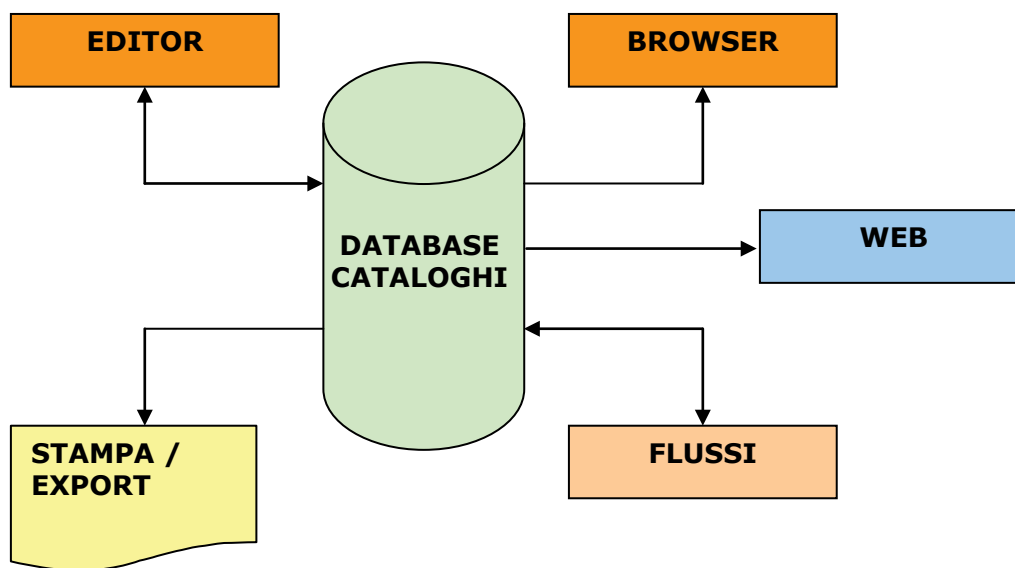 EDITOR
BROWSER
DATABASE
CATALOGHI
WEB
STAMPA /
EXPORT
FLUSSI